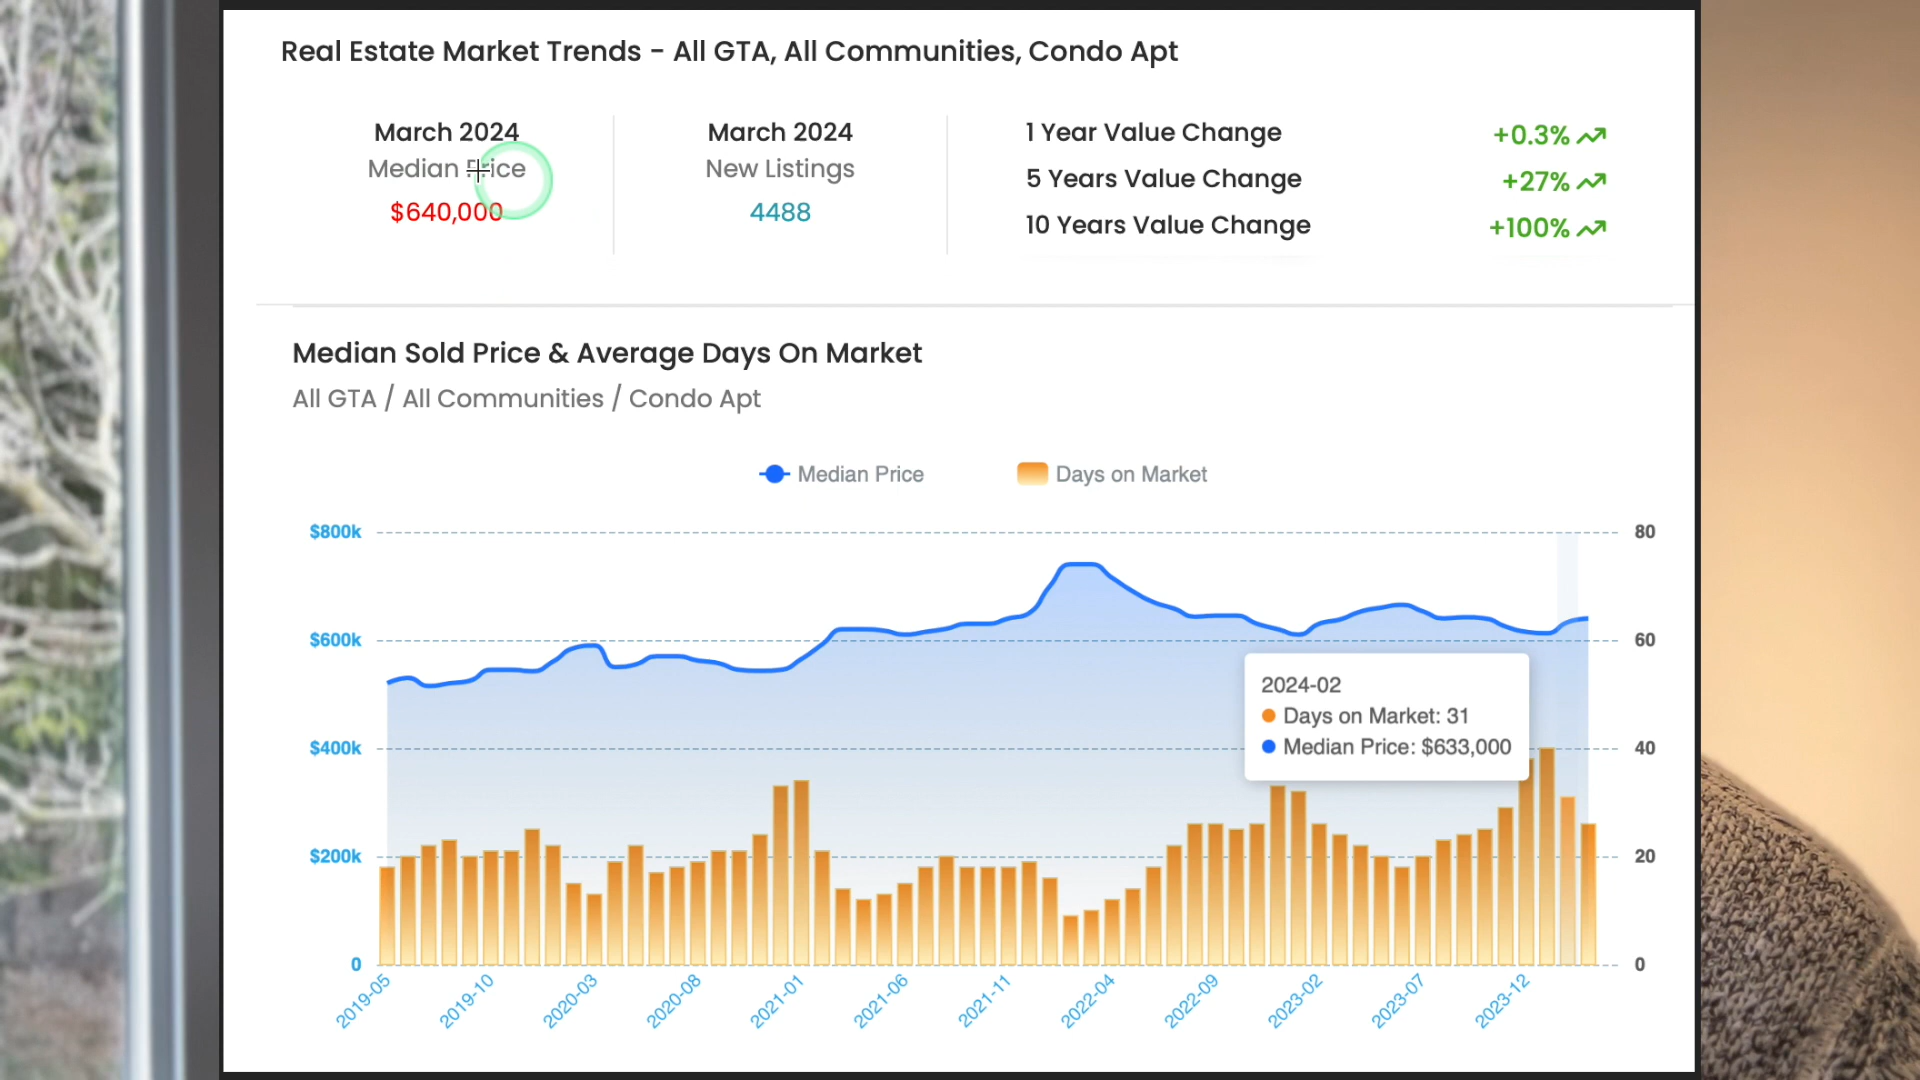 Real Estate Market Trends - All GTA, All Communities, Condo Apt
March 2024
Median Price
$640,000
March 2024
New Listings
4488
1 Year Value Change +0.3%
5 Years Value Change +27%
10 Years Value Change +100%
Median Sold Price & Average Days On Market
All GTA / All Communities / Condo Apt
Median Price Days on Market
$800k 80
$600k 60
$400k 40
$200k 20
0 0
2024-02
Days on Market: 31
Median Price: $633,000
2019-05 2019-10 2020-03 2020-08 2021-01 2021-06 2021-11 2022-04 2022-09 2023-02 2023-07 2023-12